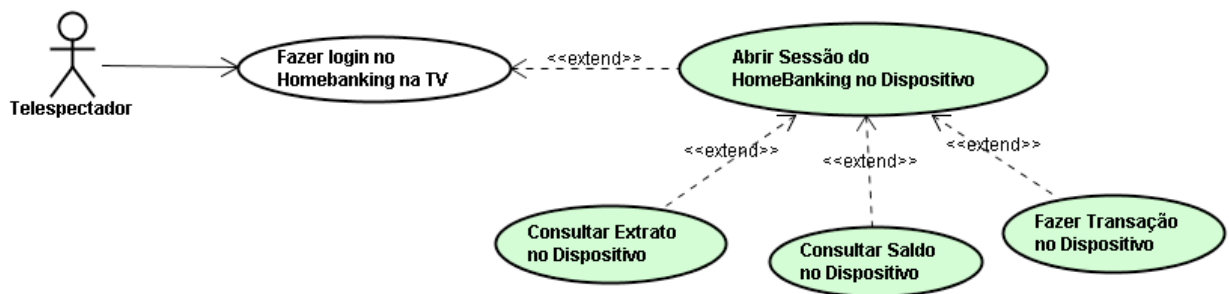 Telespectador
Fazer login no
Homebanking na TV
<<extend>>
Abrir Sessão do
HomeBanking no Dispositivo
<<extend>>
<<extend>>
<<extend>>
Consultar Extrato
no Dispositivo
Consultar Saldo
no Dispositivo
Fazer Transação
no Dispositivo